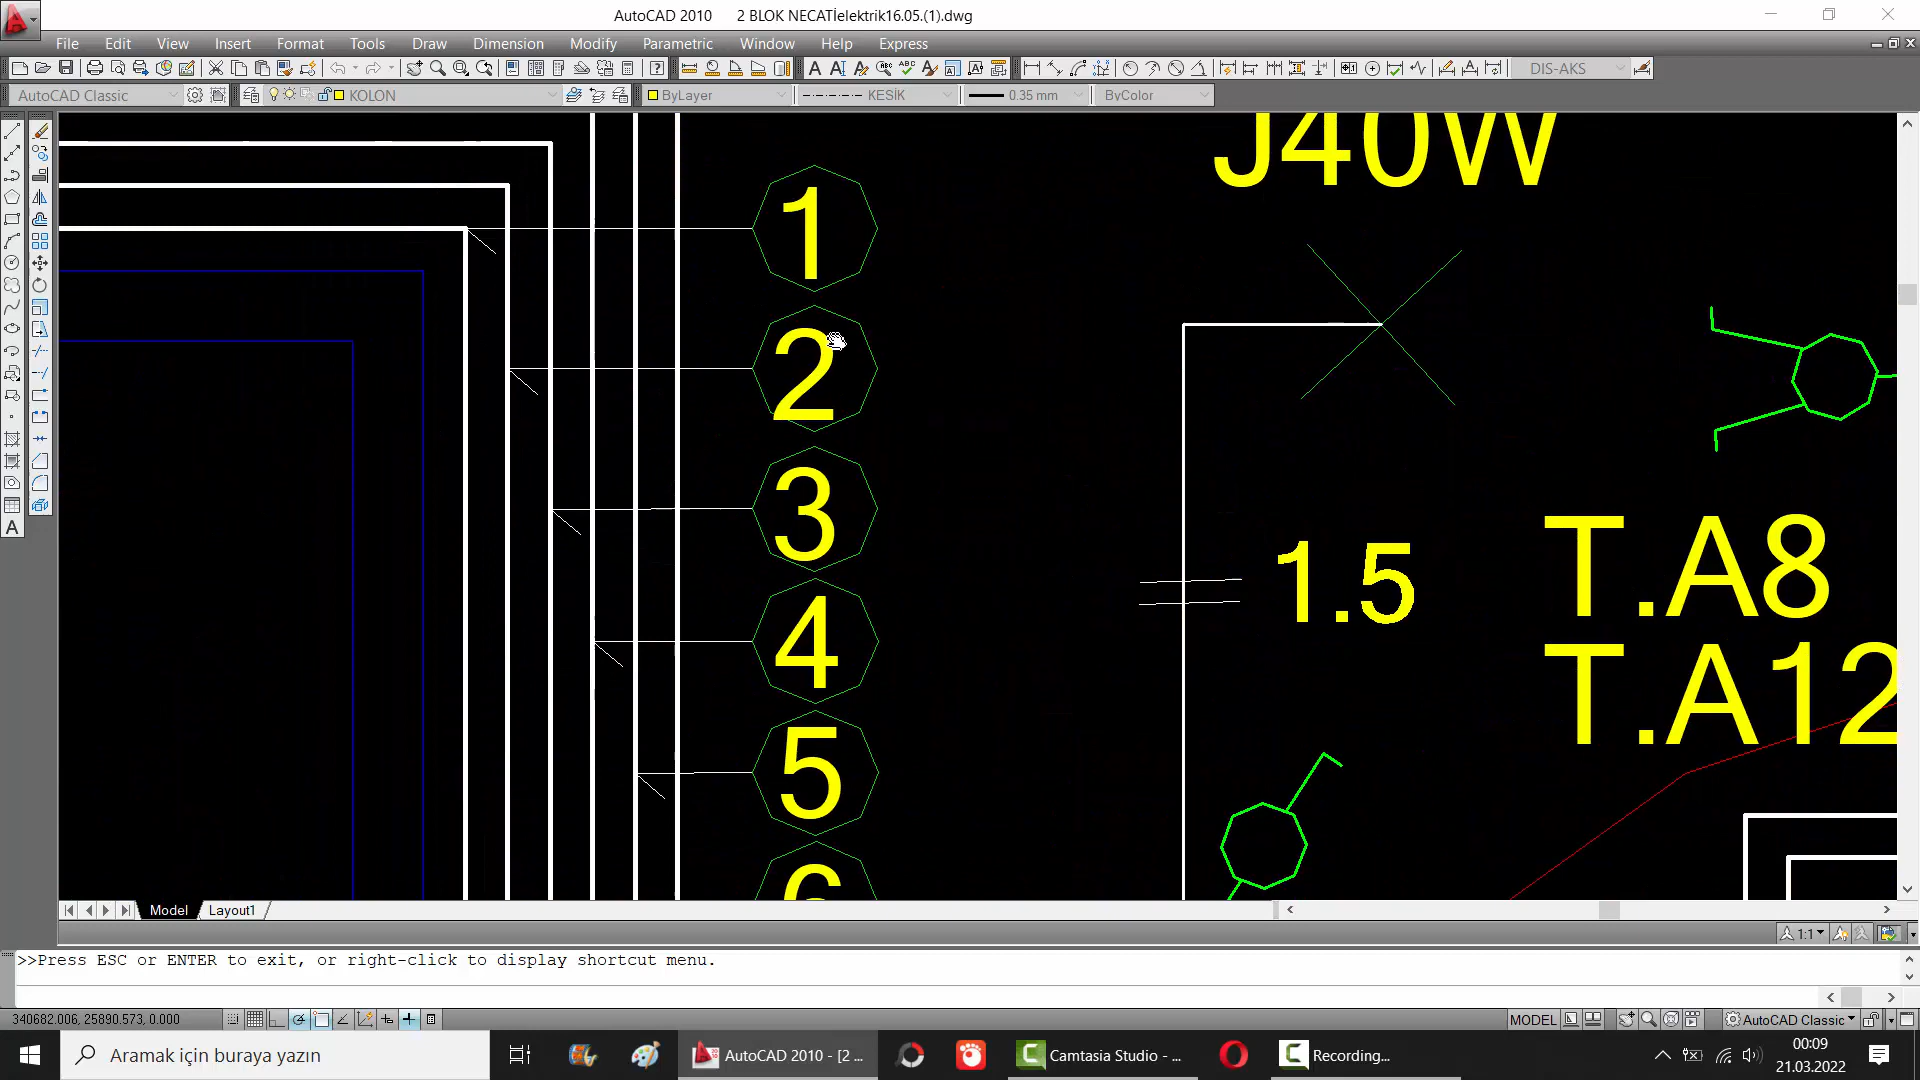 AutoCAD 2010 2 BLOK NECATİelektrik16.05.(1).dwg
File Edit View Insert Format Tools Draw Dimension Modify Parametric Window Help Express
DIS-AKS
AutoCAD Classic KOLON ByLayer KESİK 0.35 mm ByColor
J40W
1
2
3
4
1.5
T.A8
T.A12
5
6
Model Layout1
1:1
>>Press ESC or ENTER to exit, or right-click to display shortcut menu.
340682.006, 25890.573, 0.000 MODEL AutoCAD Classic
Aramak için buraya yazın AutoCAD 2010 - [2 ... Camtasia Studio - ... Recording... 00:09
21.03.2022